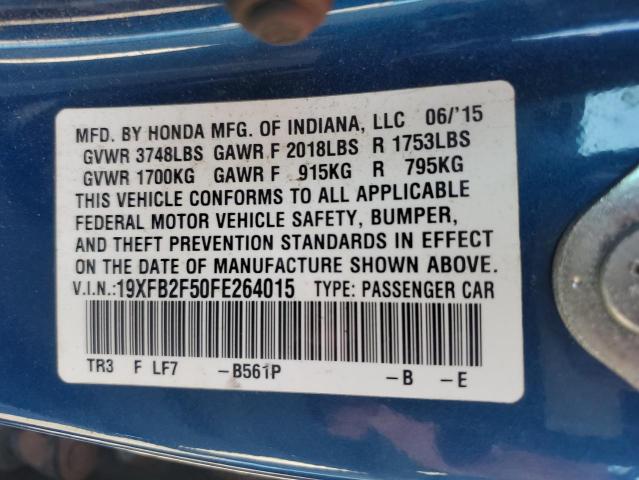 MFD. BY HONDA MFG. OF INDIANA, LLC 06/'15
GVWR 3748LBS GAWR F 2018LBS R 1753LBS
GVWR 1700KG GAWR F 915KG R 795KG
THIS VEHICLE CONFORMS TO ALL APPLICABLE
FEDERAL MOTOR VEHICLE SAFETY, BUMPER,
AND THEFT PREVENTION STANDARDS IN EFFECT
ON THE DATE OF MANUFACTURE SHOWN ABOVE.
V.I.N.:19XFB2F50FE264015 TYPE: PASSENGER CAR
TR3 F LF7 -B561P -B -E